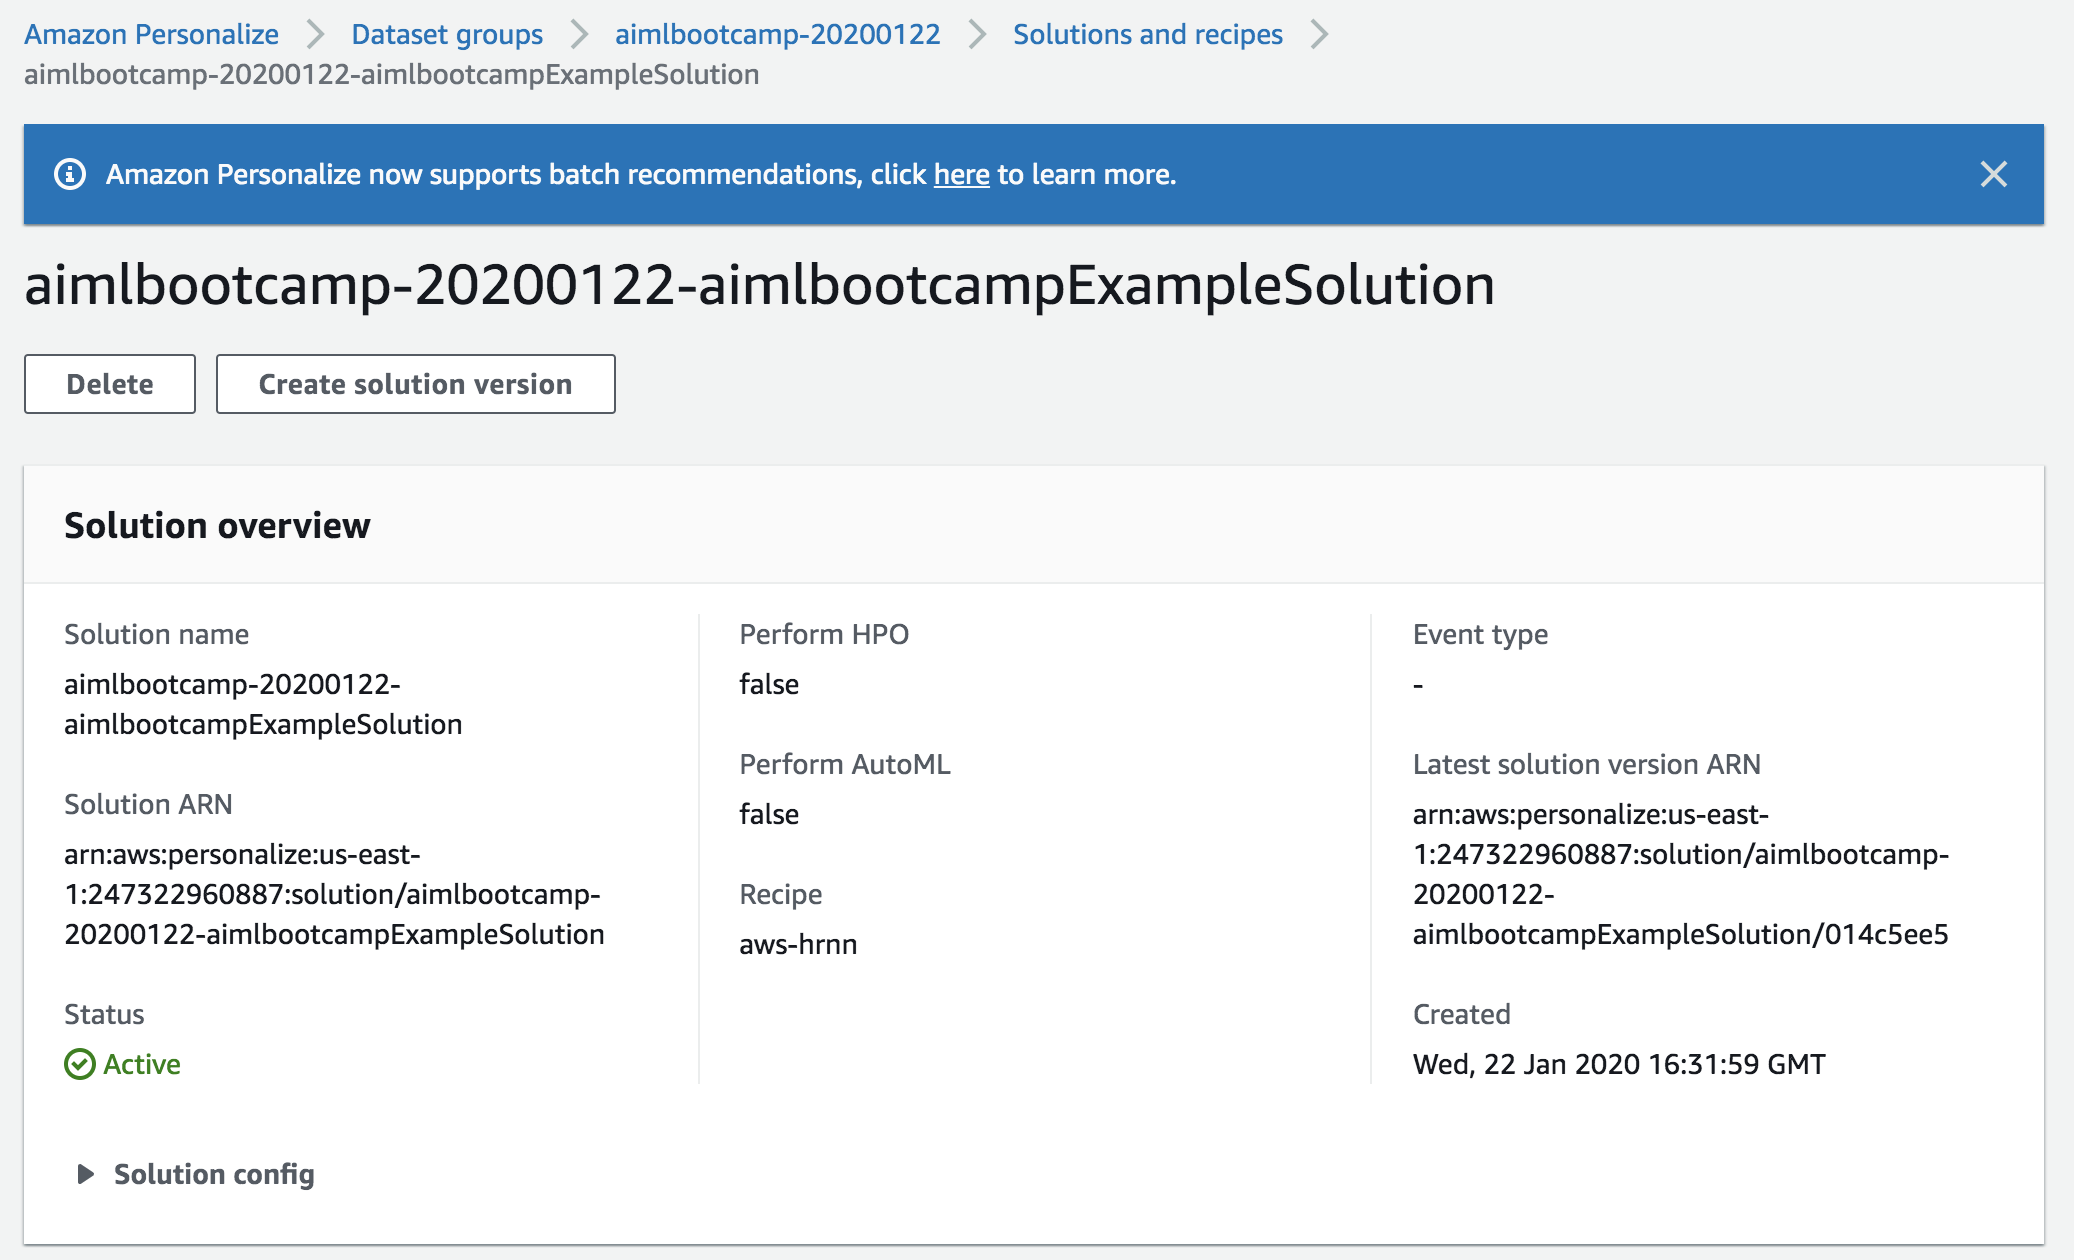 Amazon Personalize
Dataset groups
aimlbootcamp-20200122
Solutions and recipes
aimlbootcamp-20200122-aimlbootcampExampleSolution
Amazon Personalize now supports batch recommendations, click here to learn more.
aimlbootcamp-20200122-aimlbootcampExampleSolution
Delete
Create solution version
Solution overview
Solution name
aimlbootcamp-20200122-
aimlbootcampExampleSolution
Solution ARN
arn:aws:personalize:us-east-
1:247322960887:solution/aimlbootcamp-
20200122-aimlbootcampExampleSolution
Status
Active
Perform HPO
false
Perform AutoML
false
Recipe
aws-hrnn
Event type
-
Latest solution version ARN
arn:aws:personalize:us-east-
1:247322960887:solution/aimlbootcamp-
20200122-
aimlbootcampExampleSolution/014c5ee5
Created
Wed, 22 Jan 2020 16:31:59 GMT
Solution config